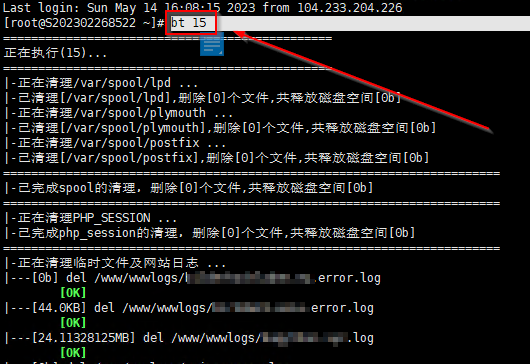 Last login: Sun May 14 16:08:15 2023 from 104.233.204.226
[root@S202302268522 ~]# bt 15
===============================================
正在执行(15)...
===============================================
|-正在清理/var/spool/lpd ...
|-已清理[/var/spool/lpd],删除[0]个文件,共释放磁盘空间[0b]
|-正在清理/var/spool/plymouth ...
|-已清理[/var/spool/plymouth],删除[0]个文件,共释放磁盘空间[0b]
|-正在清理/var/spool/postfix ...
|-已清理[/var/spool/postfix],删除[0]个文件,共释放磁盘空间[0b]
=======================================================================
|-已完成spool的清理, 删除[0]个文件,共释放磁盘空间[0b]
=======================================================================
|-正在清理PHP_SESSION ...
|-已完成php_session的清理, 删除[0]个文件,共释放磁盘空间[0b]
=======================================================================
|-正在清理临时文件及网站日志 ...
|---[0b] del /www/wwwlogs/ .error.log
[OK]
|---[44.0KB] del /www/wwwlogs/ .error.log
[OK]
|---[24.11328125MB] del /www/wwwlogs/ .log
[OK]